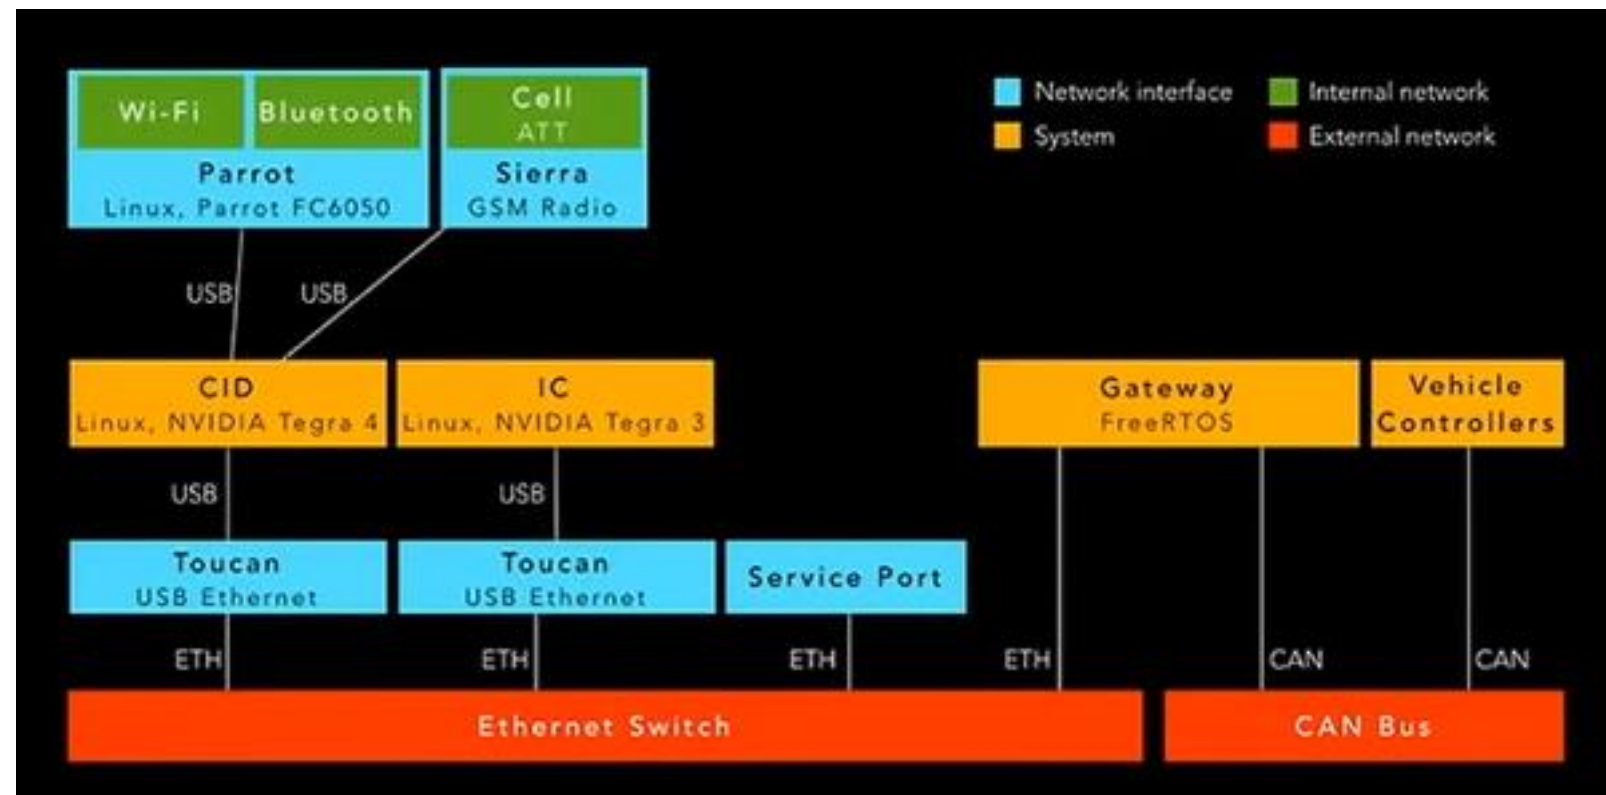 Wi-Fi
Bluetooth
Cell
ATT
Parrot
Linux, Parrot FC6050
Sierra
GSM Radio
Network interface
Internal network
System
External network
USB
USB
CID
Linux, NVIDIA Tegra 4
IC
Linux, NVIDIA Tegra 3
Gateway
FreeRTOS
Vehicle
Controllers
USB
USB
Toucan
USB Ethernet
Toucan
USB Ethernet
Service Port
ETH
ETH
ETH
ETH
CAN
CAN
Ethernet Switch
CAN Bus